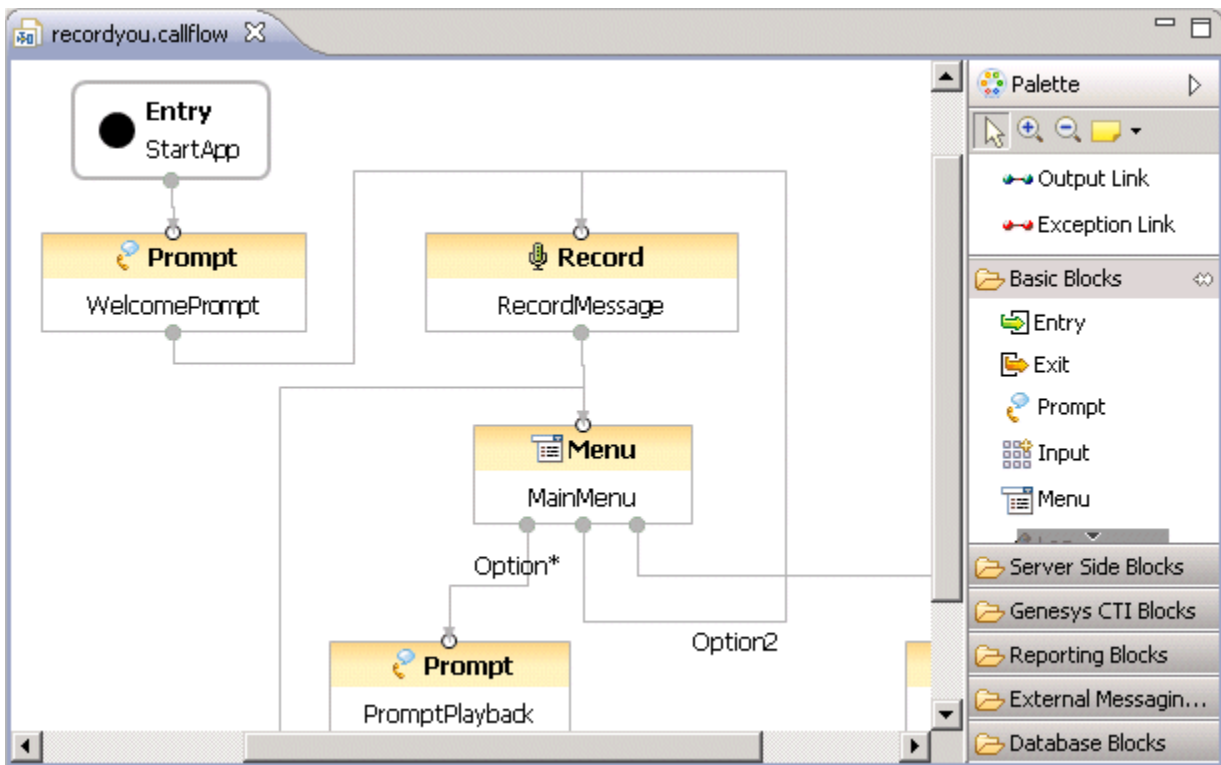 recordyou.callflow
Entry
StartApp
Prompt
WelcomePrompt
Record
RecordMessage
Menu
MainMenu
Option*
Option2
Prompt
PromptPlayback
Palette
Output Link
Exception Link
Basic Blocks
Entry
Exit
Prompt
Input
Menu
Server Side Blocks
Genesys CTI Blocks
Reporting Blocks
External Messagin...
Database Blocks